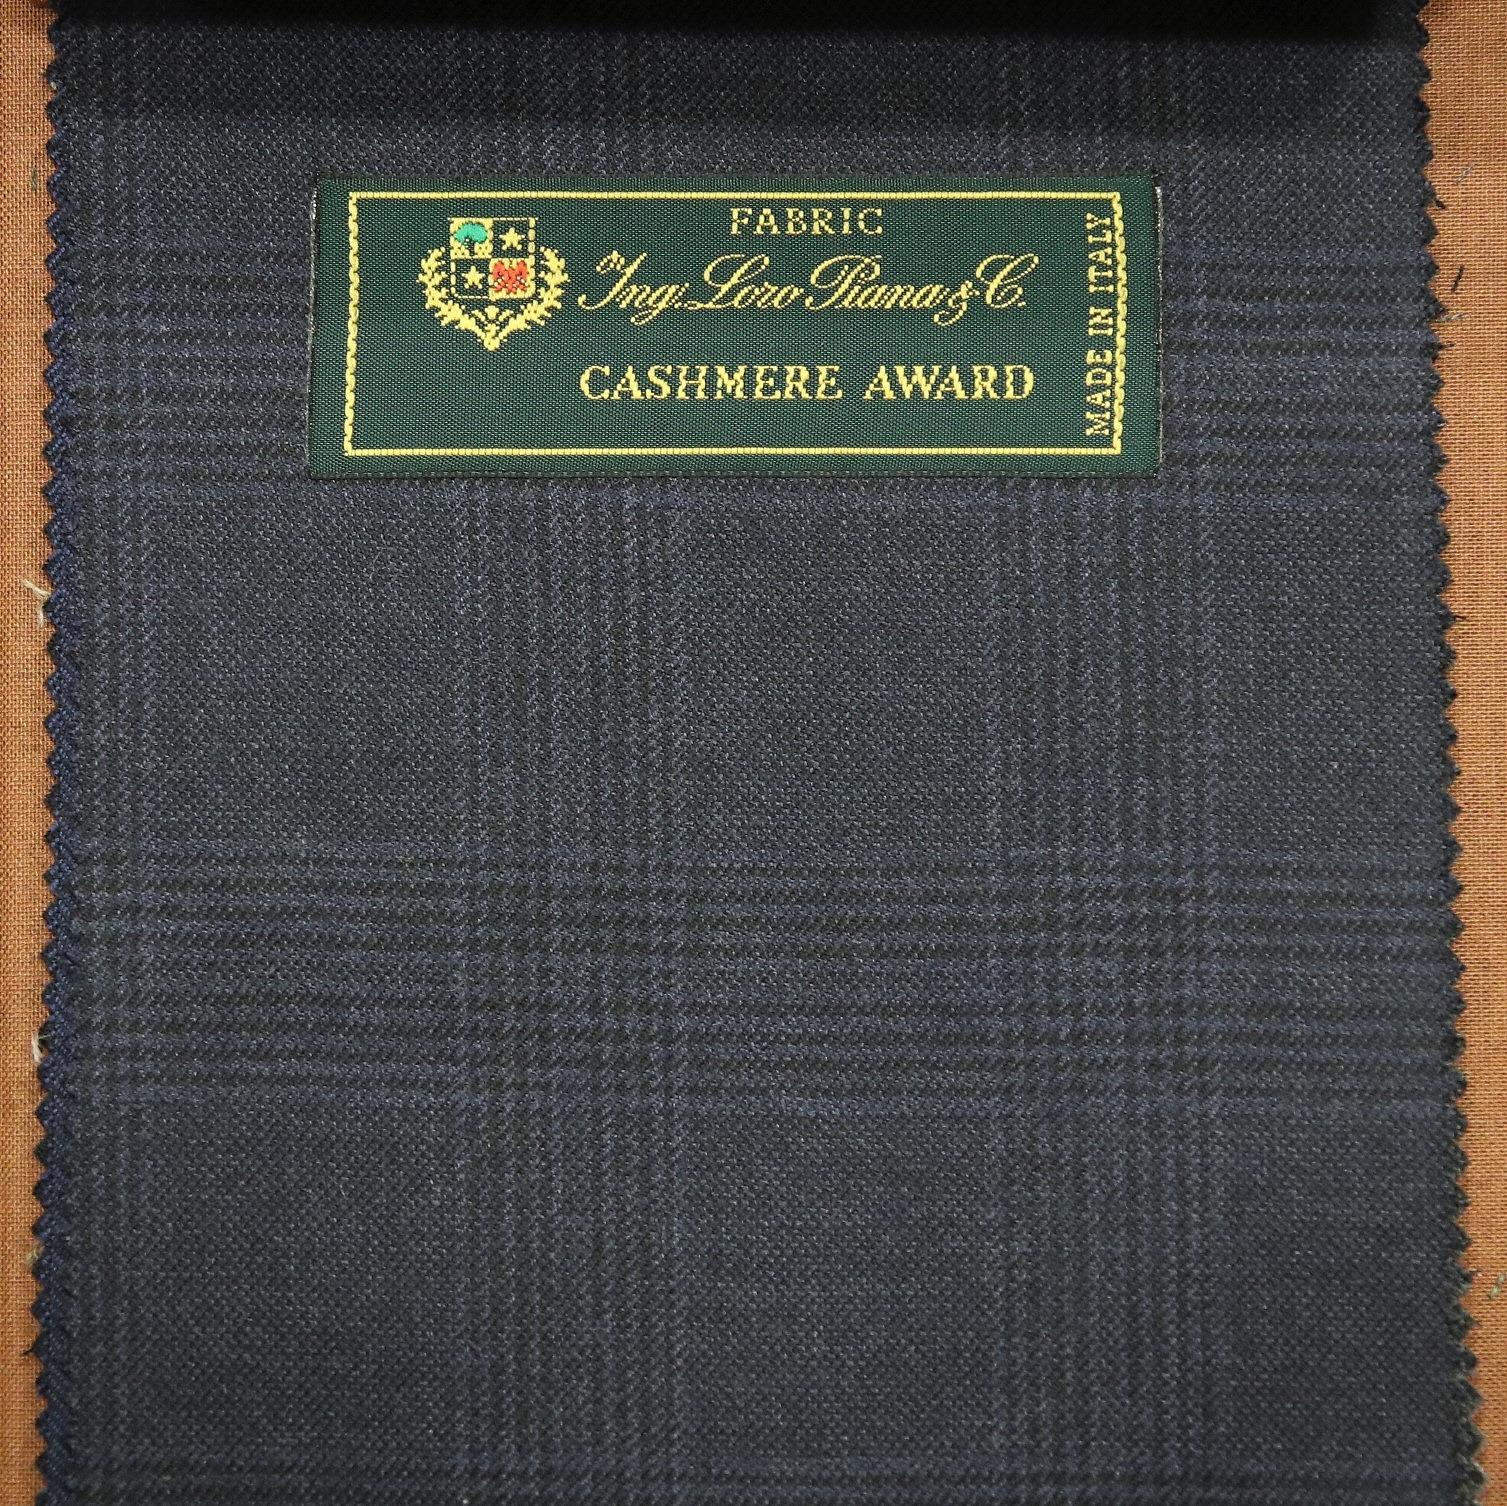 FABRIC
Ing. Loro Piana & C.
CASHMERE AWARD
MADE IN ITALY